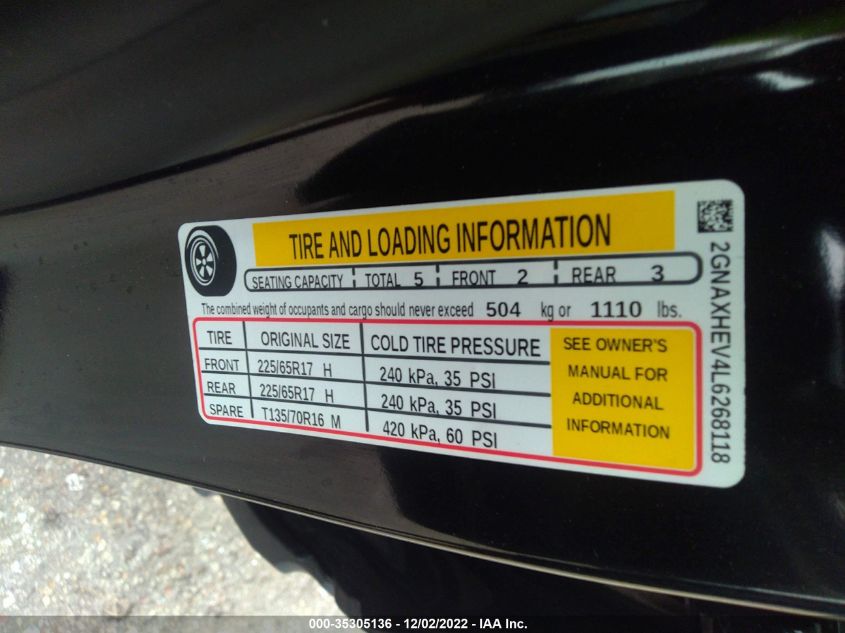 TIRE AND LOADING INFORMATION
SEATING CAPACITY TOTAL 5 FRONT 2 REAR 3
The combined weight of occupants and cargo should never exceed 504 kg or 1110 lbs.
TIRE ORIGINAL SIZE COLD TIRE PRESSURE
FRONT 225/65R17 H 240 kPa, 35 PSI
REAR 225/65R17 H 240 kPa, 35 PSI
SPARE T135/70R16 M 420 kPa, 60 PSI
SEE OWNER'S
MANUAL FOR
ADDITIONAL
INFORMATION
2GNAXHEV4L6268118
000-35305136 - 12/02/2022 - IAA Inc.